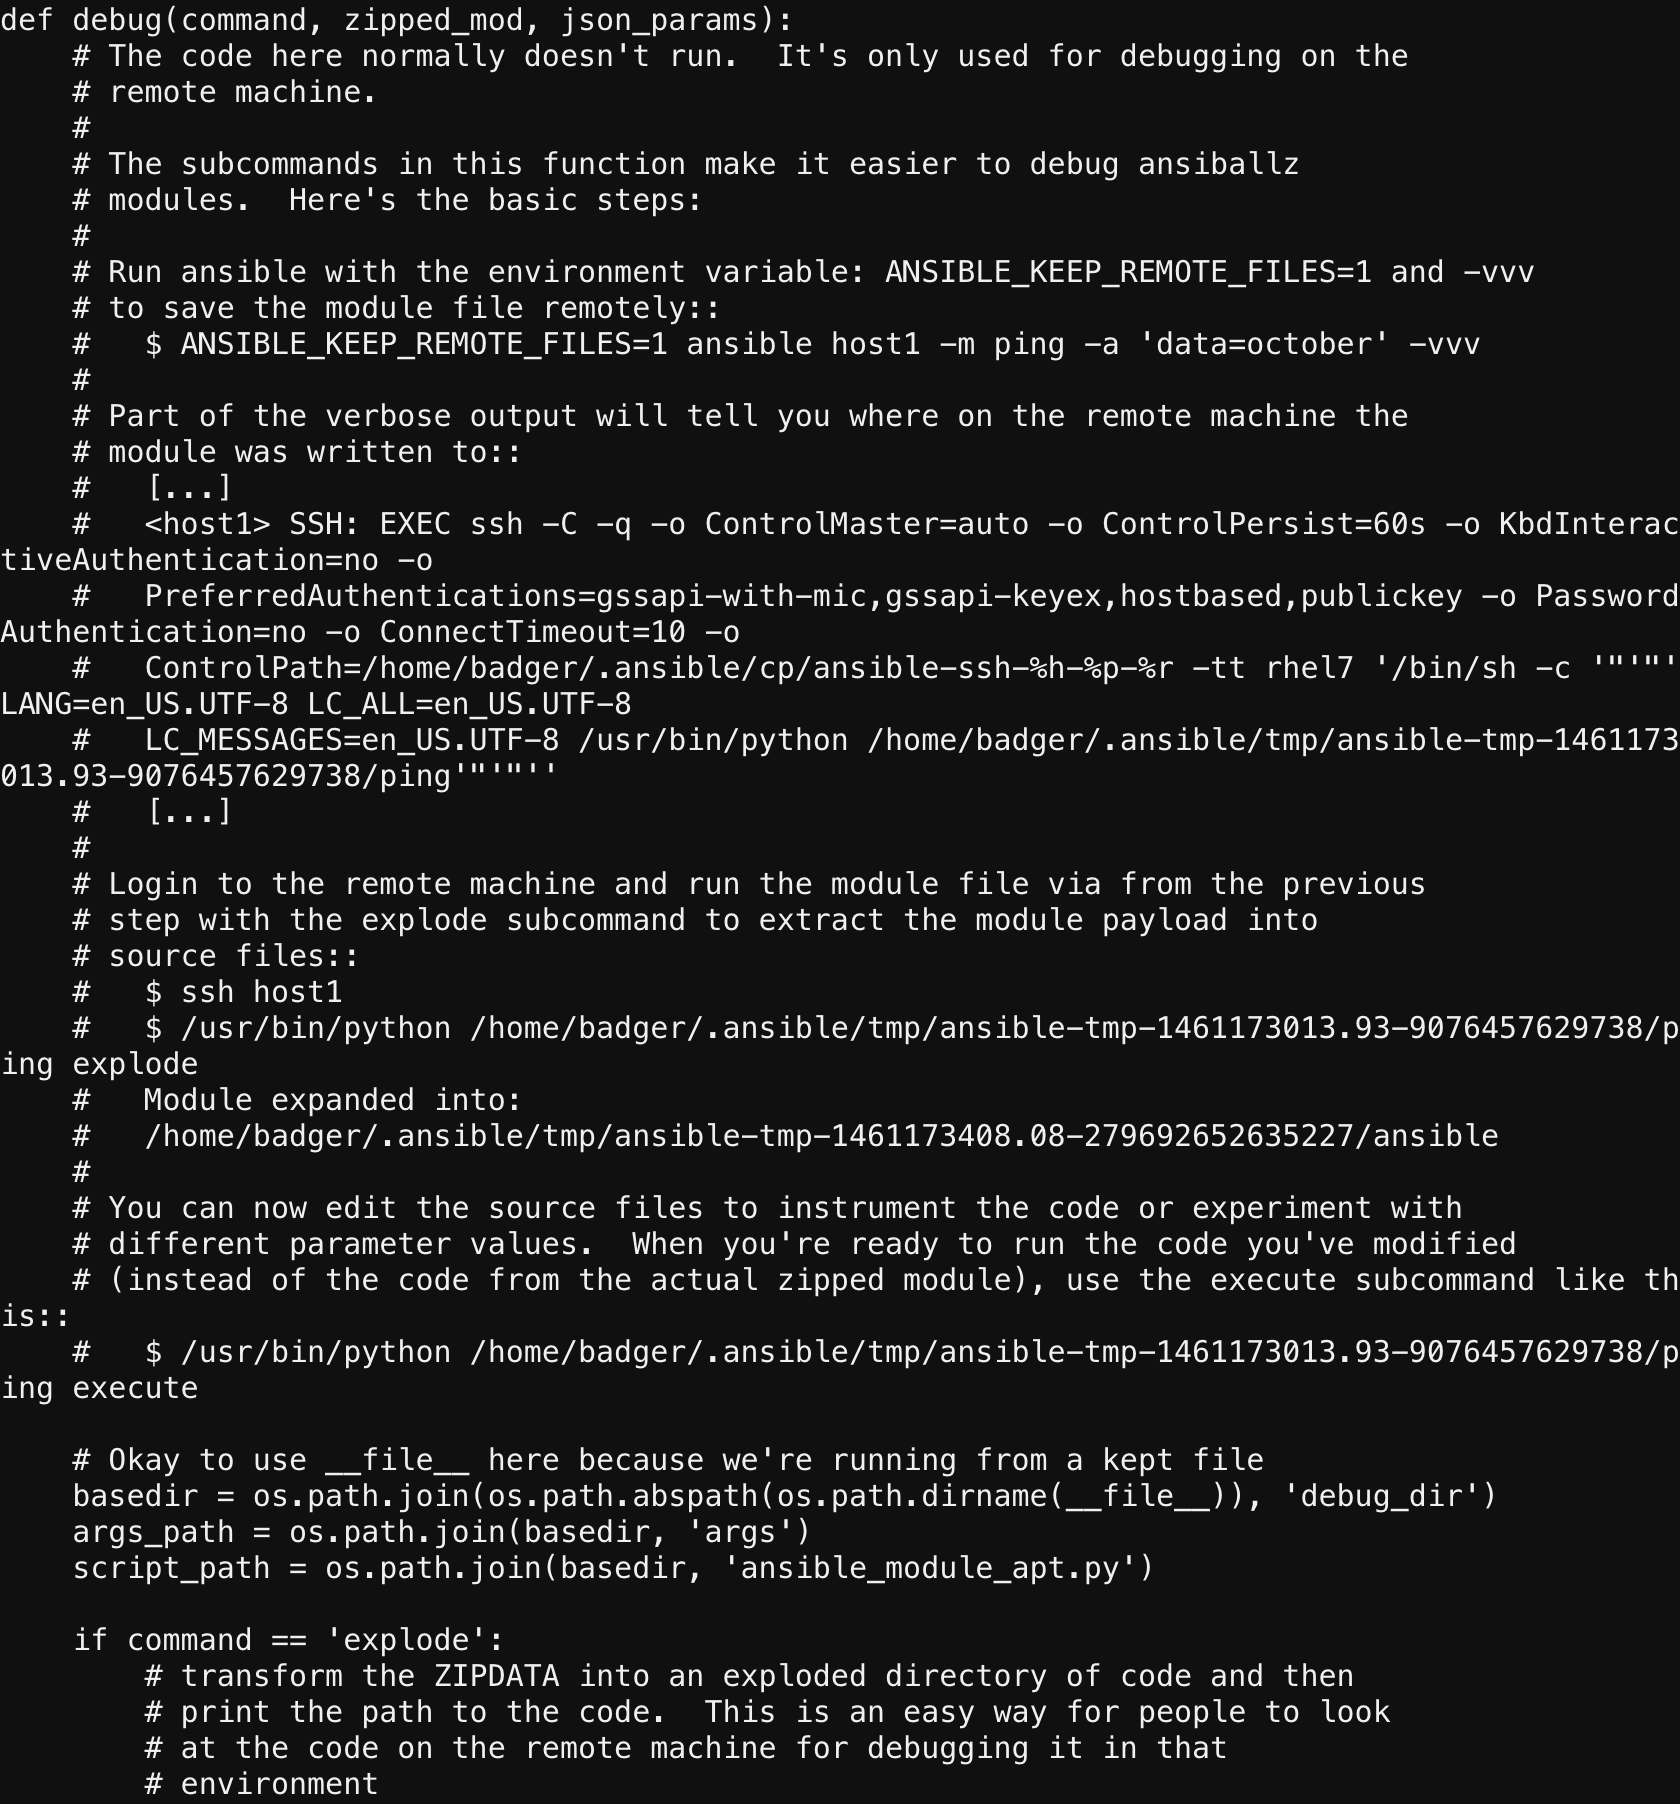 def debug(command, zipped_mod, json_params):
    # The code here normally doesn't run.  It's only used for debugging on the
    # remote machine.
    #
    # The subcommands in this function make it easier to debug ansiballz
    # modules.  Here's the basic steps:
    #
    # Run ansible with the environment variable: ANSIBLE_KEEP_REMOTE_FILES=1 and -vvv
    # to save the module file remotely::
    #   $ ANSIBLE_KEEP_REMOTE_FILES=1 ansible host1 -m ping -a 'data=october' -vvv
    #
    # Part of the verbose output will tell you where on the remote machine the
    # module was written to::
    #   [...]
    #   <host1> SSH: EXEC ssh -C -q -o ControlMaster=auto -o ControlPersist=60s -o KbdInterac
tiveAuthentication=no -o
    #   PreferredAuthentications=gssapi-with-mic,gssapi-keyex,hostbased,publickey -o Password
Authentication=no -o ConnectTimeout=10 -o
    #   ControlPath=/home/badger/.ansible/cp/ansible-ssh-%h-%p-%r -tt rhel7 '/bin/sh -c '"'"'
LANG=en_US.UTF-8 LC_ALL=en_US.UTF-8
    #   LC_MESSAGES=en_US.UTF-8 /usr/bin/python /home/badger/.ansible/tmp/ansible-tmp-1461173
013.93-9076457629738/ping'"'"''
    #   [...]
    #
    # Login to the remote machine and run the module file via from the previous
    # step with the explode subcommand to extract the module payload into
    # source files::
    #   $ ssh host1
    #   $ /usr/bin/python /home/badger/.ansible/tmp/ansible-tmp-1461173013.93-9076457629738/p
ing explode
    #   Module expanded into:
    #   /home/badger/.ansible/tmp/ansible-tmp-1461173408.08-279692652635227/ansible
    #
    # You can now edit the source files to instrument the code or experiment with
    # different parameter values.  When you're ready to run the code you've modified
    # (instead of the code from the actual zipped module), use the execute subcommand like th
is::
    #   $ /usr/bin/python /home/badger/.ansible/tmp/ansible-tmp-1461173013.93-9076457629738/p
ing execute

    # Okay to use __file__ here because we're running from a kept file
    basedir = os.path.join(os.path.abspath(os.path.dirname(__file__)), 'debug_dir')
    args_path = os.path.join(basedir, 'args')
    script_path = os.path.join(basedir, 'ansible_module_apt.py')

    if command == 'explode':
        # transform the ZIPDATA into an exploded directory of code and then
        # print the path to the code.  This is an easy way for people to look
        # at the code on the remote machine for debugging it in that
        # environment